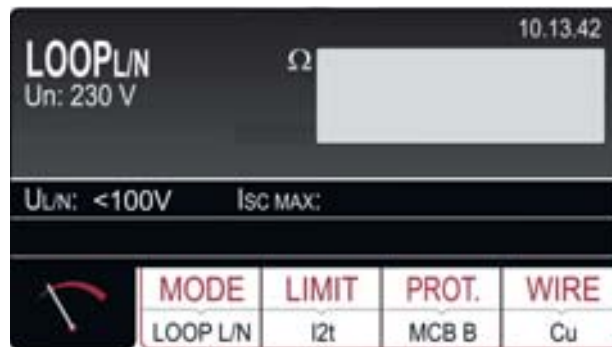 10.13.42
LOOPL/N Ω
Un: 230 V
UL/N: <100V ISC MAX:
MODE LIMIT PROT. WIRE
LOOP L/N I2t MCB B Cu